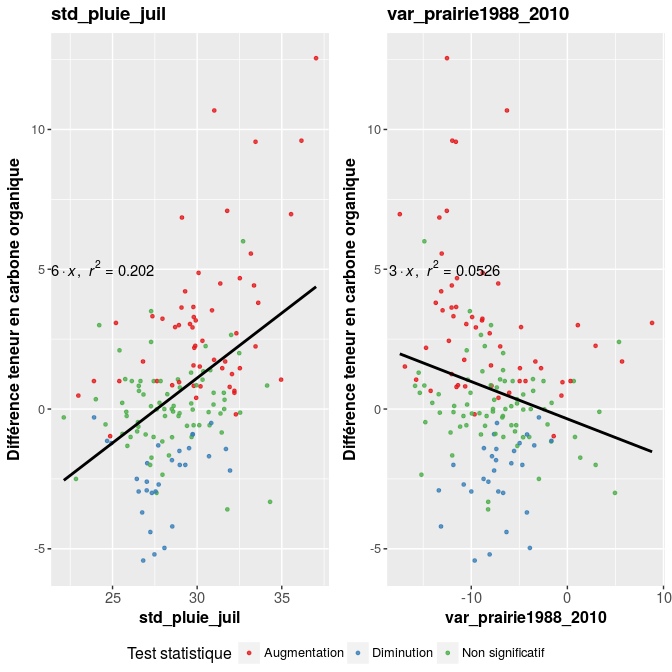 std_pluie_juil
var_prairie1988_2010
Différence teneur en carbone organique
10
5
0
-5
6 · x, r² = 0.202
25
30
35
std_pluie_juil
Différence teneur en carbone organique
10
5
0
-5
3 · x, r² = 0.0526
-10
0
10
var_prairie1988_2010
Test statistique Augmentation Diminution Non significatif